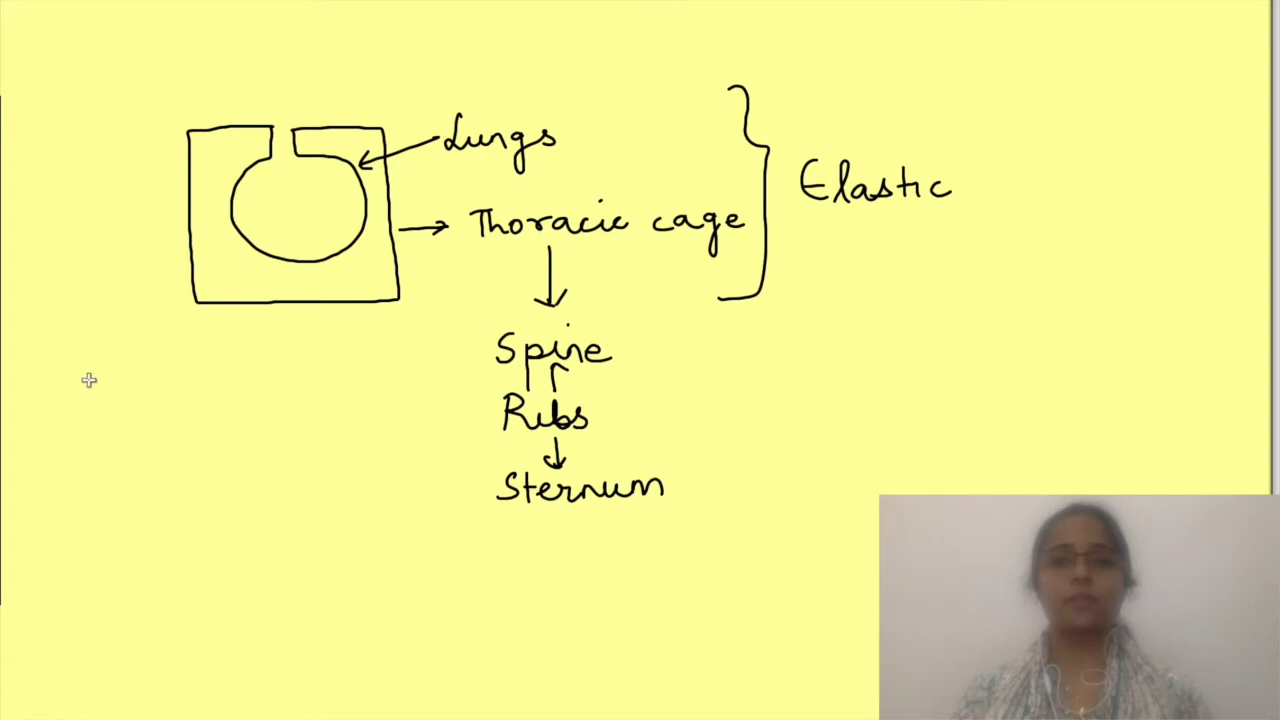 Lungs
Thoracic cage
Elastic
Spine
Ribs
Sternum